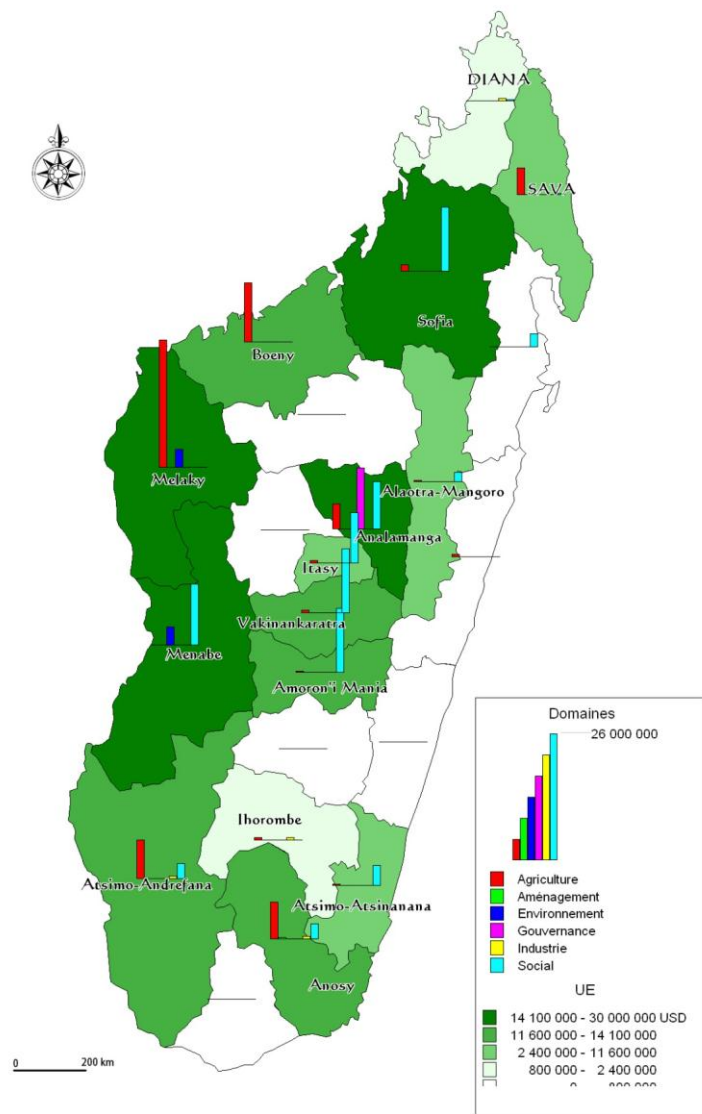 DIANA
SAVA
Sofia
Boeny
Melaky
Alaotra-Mangoro
Analamanga
Itasy
Vakinankaratra
Menabe
Amoron'i Mania
Ihorombe
Atsimo-Andrefana
Atsimo-Atsinanana
Anosy
0 200 km
Domaines
26 000 000
Agriculture
Aménagement
Environnement
Gouvernance
Industrie
Social
UE
14 100 000 - 30 000 000 USD
11 600 000 - 14 100 000
2 400 000 - 11 600 000
800 000 - 2 400 000